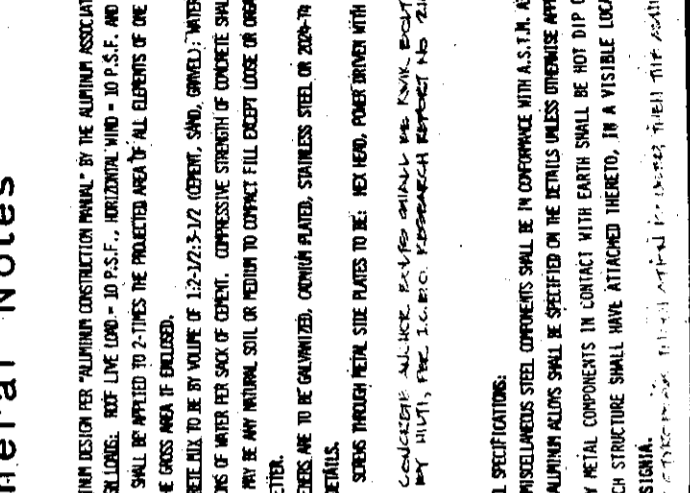 neral Notes
INUM DESIGN PER "ALUMINUM CONSTRUCTION MANUAL" BY THE ALUMINUM ASSOCIAT
GN LOADS: ROOF LIVE LOAD = 10 P.S.F., HORIZONTAL WIND = 10 P.S.F. AND
SHALL BE APPLIED TO 2-TIMES THE PROJECTED AREA OF ALL ELEMENTS OF ONE
E GROSS AREA IF ENCLOSED.
RETE MIX TO BE BY VOLUME OF 1:2-1/2:3-1/2 (CEMENT, SAND, GRAVEL); WATER
ONS OF WATER PER SACK OF CEMENT. COMPRESSIVE STRENGTH OF CONCRETE SHAL
MAY BE ANY NATURAL SOIL OR MEDIUM TO COMPACT FILL EXCEPT LOOSE OR ORGA
ETTER.
ENERS ARE TO BE GALVANIZED, CADMIUM PLATED, STAINLESS STEEL OR 2024-T4
DETAILS.
SCREWS THROUGH METAL SIDE PLATES TO BE: HEX HEAD, POWER DRIVEN WITH
CONCRETE ANCHOR BOLTS SHALL BE KWIK BOLT
BY HILTI, PER I.C.B.O. RESEARCH REPORT NO
L SPECIFICATIONS:
MISCELLANEOUS STEEL COMPONENTS SHALL BE IN CONFORMANCE WITH A.S.T.M. A
ALUMINUM ALLOYS SHALL BE SPECIFIED ON THE DETAILS UNLESS OTHERWISE APP
Y METAL COMPONENTS IN CONTACT WITH EARTH SHALL BE HOT DIP
CH STRUCTURE SHALL HAVE ATTACHED THERETO, IN A VISIBLE LOCA
SIGNIA.
THEN THE